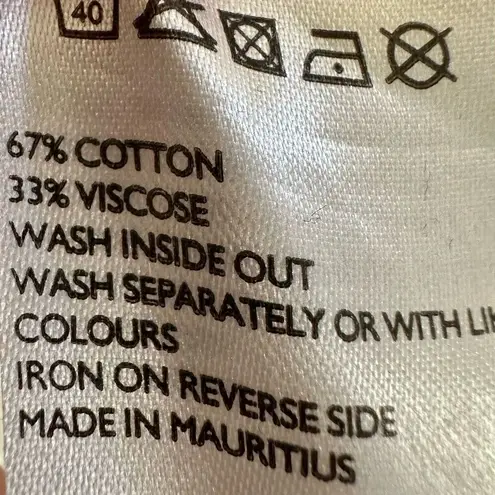 40
67% COTTON
33% VISCOSE
WASH INSIDE OUT
WASH SEPARATELY OR WITH
COLOURS
IRON ON REVERSE SIDE
MADE IN MAURITIUS